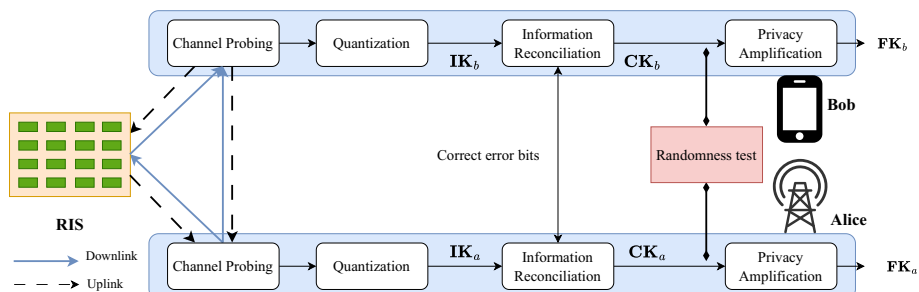 Channel Probing
Quantization
IK_b
Information
Reconciliation
CK_b
Privacy
Amplification
FK_b
Bob
Correct error bits
Randomness test
RIS
Alice
Downlink
Uplink
Channel Probing
Quantization
IK_a
Information
Reconciliation
CK_a
Privacy
Amplification
FK_a